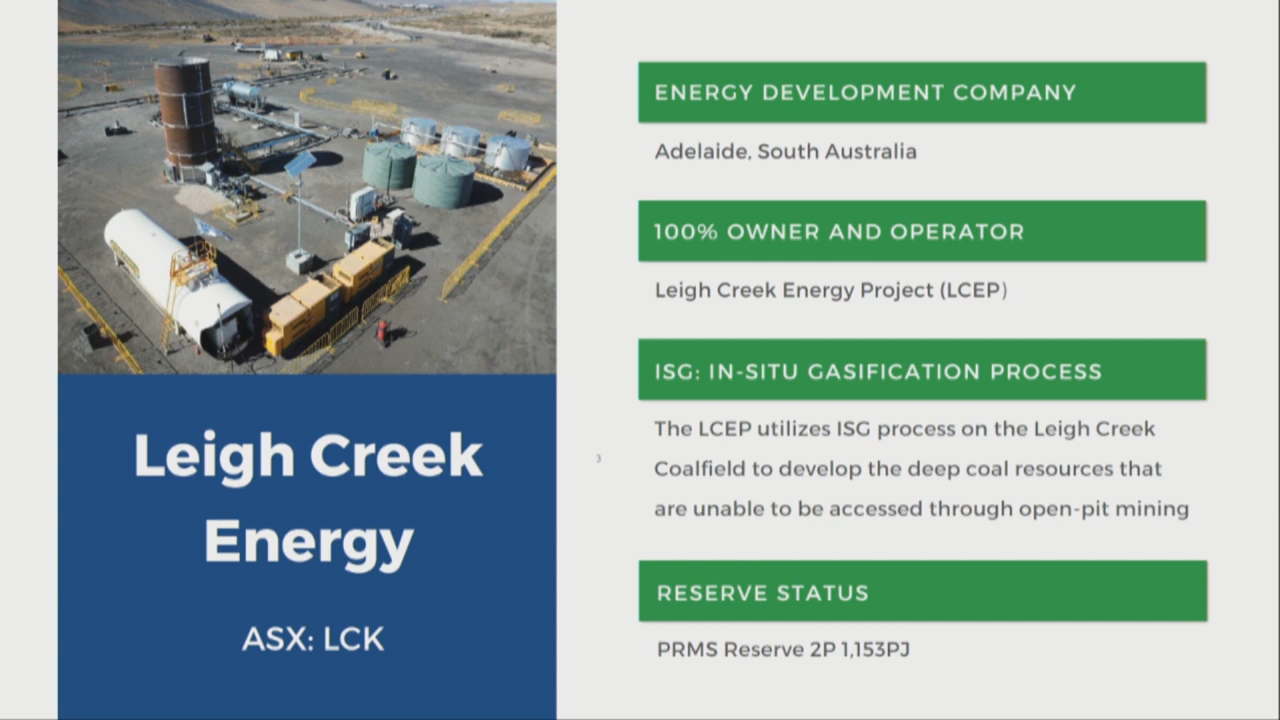 Leigh Creek
Energy
ASX: LCK
3
ENERGY DEVELOPMENT COMPANY
Adelaide, South Australia
100% OWNER AND OPERATOR
Leigh Creek Energy Project (LCEP)
ISG: IN-SITU GASIFICATION PROCESS
The LCEP utilizes ISG process on the Leigh Creek
Coalfield to develop the deep coal resources that
are unable to be accessed through open-pit mining
RESERVE STATUS
PRMS Reserve 2P 1,153PJ